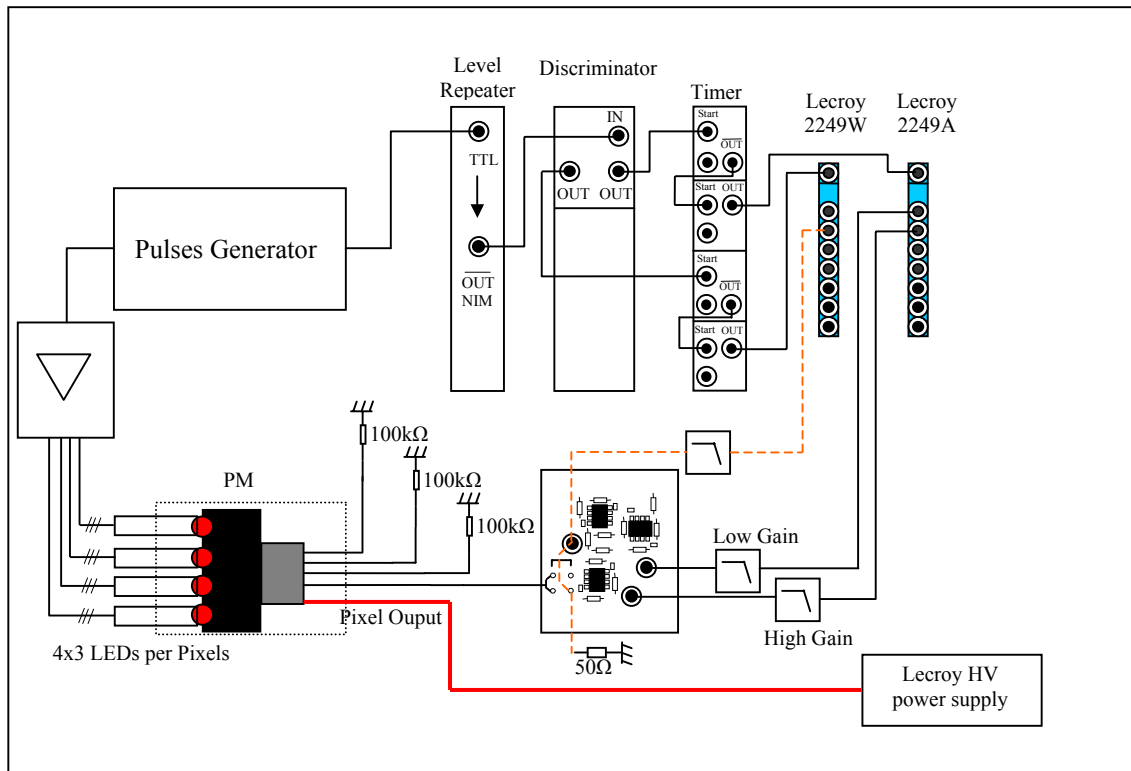 Level
Repeater
Discriminator
Timer
Lecroy
2249W
Lecroy
2249A
Pulses Generator
TTL
OUT
NIM
IN
OUT
OUT
Start
OUT
Start
OUT
Start
OUT
Start
OUT
100kΩ
100kΩ
100kΩ
PM
Pixel Ouput
4x3 LEDs per Pixels
50Ω
Low Gain
High Gain
Lecroy HV
power supply